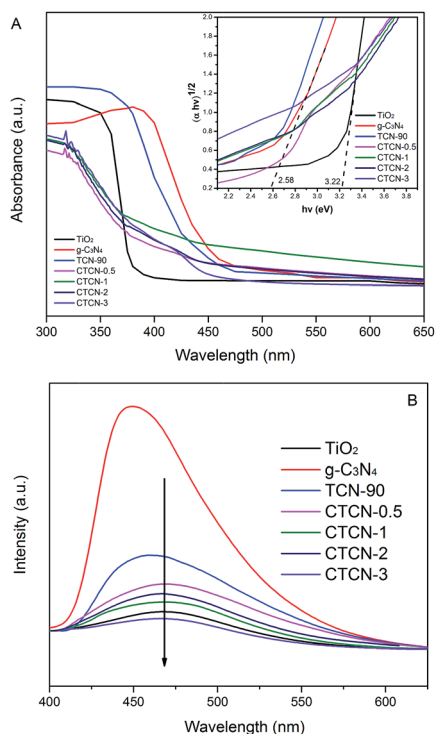 A
Absorbance (a.u.)
TiO₂
g-C₃N₄
TCN-90
CTCN-0.5
CTCN-1
CTCN-2
CTCN-3
300 350 400 450 500 550 600 650
Wavelength (nm)
(α hν)^1/2
2.0
1.8
1.6
1.4
1.2
1.0
0.8
0.6
0.4
0.2
TiO₂
g-C₃N₄
TCN-90
CTCN-0.5
CTCN-1
CTCN-2
CTCN-3
2.58 3.22
2.2 2.4 2.6 2.8 3.0 3.2 3.4 3.6 3.8
hν (eV)
B
Intensity (a.u.)
TiO₂
g-C₃N₄
TCN-90
CTCN-0.5
CTCN-1
CTCN-2
CTCN-3
400 450 500 550 600
Wavelength (nm)